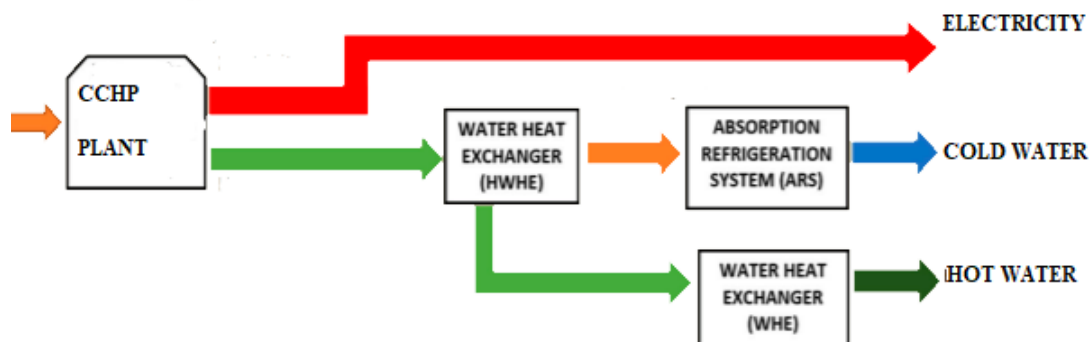 ELECTRICITY
CCHP
PLANT
WATER HEAT
EXCHANGER
(HWHE)
ABSORPTION
REFRIGERATION
SYSTEM (ARS)
COLD WATER
WATER HEAT
EXCHANGER
(WHE)
HOT WATER